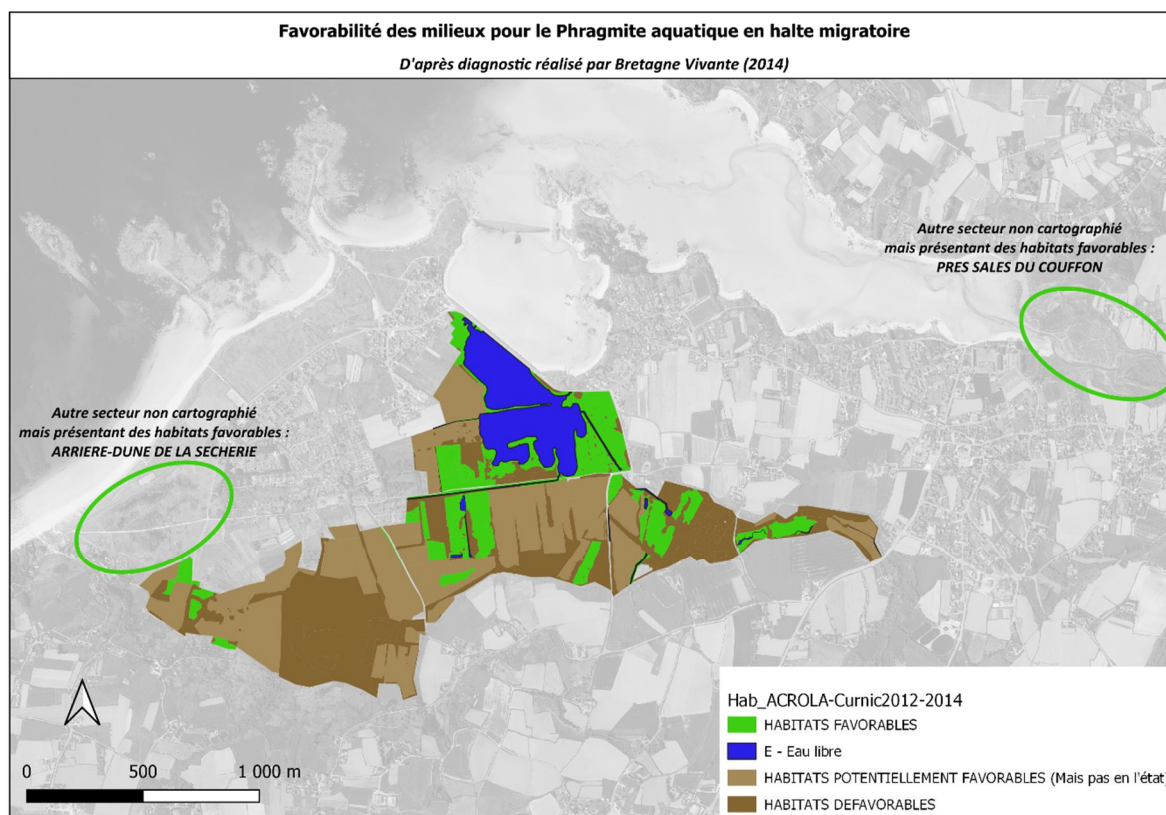 Favorabilité des milieux pour le Phragmite aquatique en halte migratoire
D'après diagnostic réalisé par Bretagne Vivante (2014)
Autre secteur non cartographié
mais présentant des habitats favorables :
PRES SALES DU COUFFON
Autre secteur non cartographié
mais présentant des habitats favorables :
ARRIERE-DUNE DE LA SECHERIE
Hab_ACROLA-Curnic2012-2014
HABITATS FAVORABLES
E - Eau libre
HABITATS POTENTIELLEMENT FAVORABLES (Mais pas en l'état)
HABITATS DEFAVORABLES
0 500 1 000 m